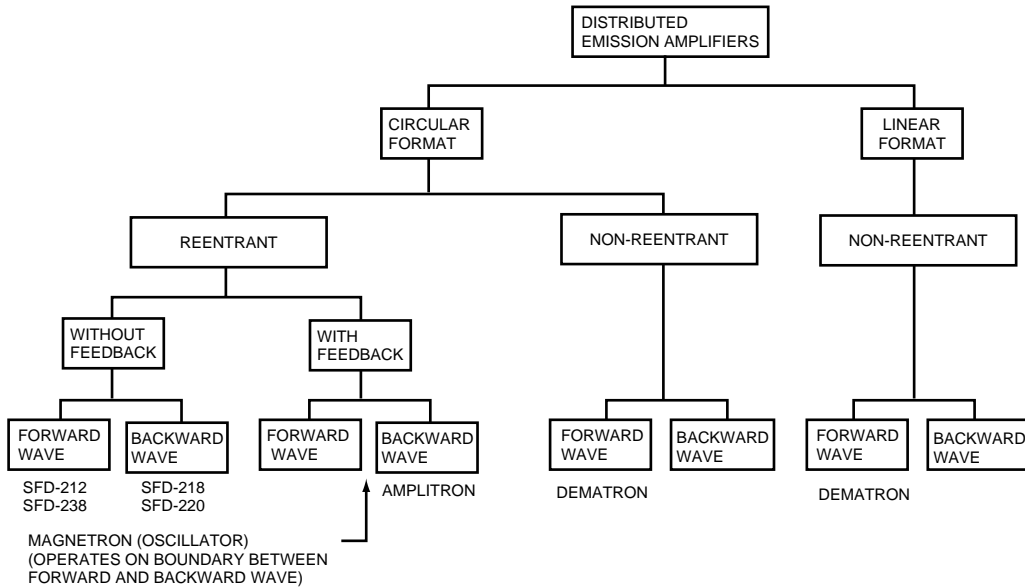 DISTRIBUTED
EMISSION AMPLIFIERS
CIRCULAR
FORMAT
LINEAR
FORMAT
REENTRANT
NON-REENTRANT
NON-REENTRANT
WITHOUT
FEEDBACK
WITH
FEEDBACK
FORWARD
WAVE
BACKWARD
WAVE
FORWARD
WAVE
BACKWARD
WAVE
FORWARD
WAVE
BACKWARD
WAVE
FORWARD
WAVE
BACKWARD
WAVE
SFD-212
SFD-238
SFD-218
SFD-220
AMPLITRON
DEMATRON
DEMATRON
MAGNETRON (OSCILLATOR)
(OPERATES ON BOUNDARY BETWEEN
FORWARD AND BACKWARD WAVE)